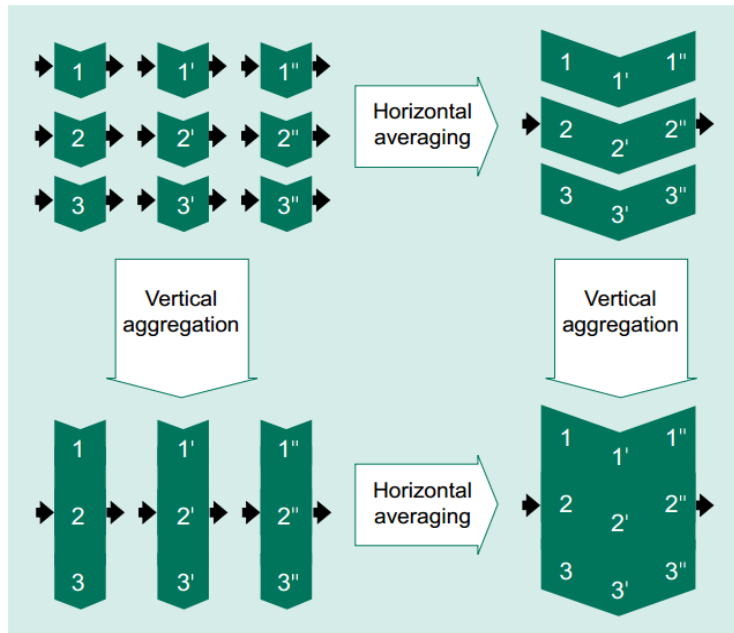 1 1' 1"
2 2' 2"
3 3' 3"
Horizontal
averaging
1 1' 1"
2 2' 2"
3 3' 3"
Vertical
aggregation
Vertical
aggregation
1 1' 1"
2 2' 2"
3 3' 3"
Horizontal
averaging
1 1' 1"
2 2' 2"
3 3' 3"